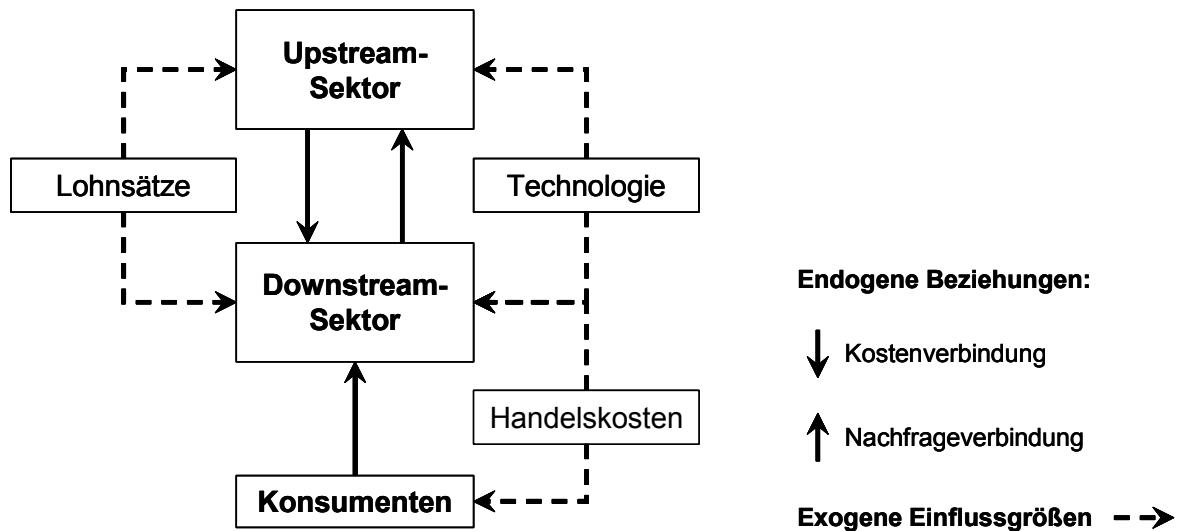 Upstream-
Sektor
Lohnsätze
Technologie
Downstream-
Sektor
Handelskosten
Konsumenten
Endogene Beziehungen:
Kostenverbindung
Nachfrageverbindung
Exogene Einflussgrößen